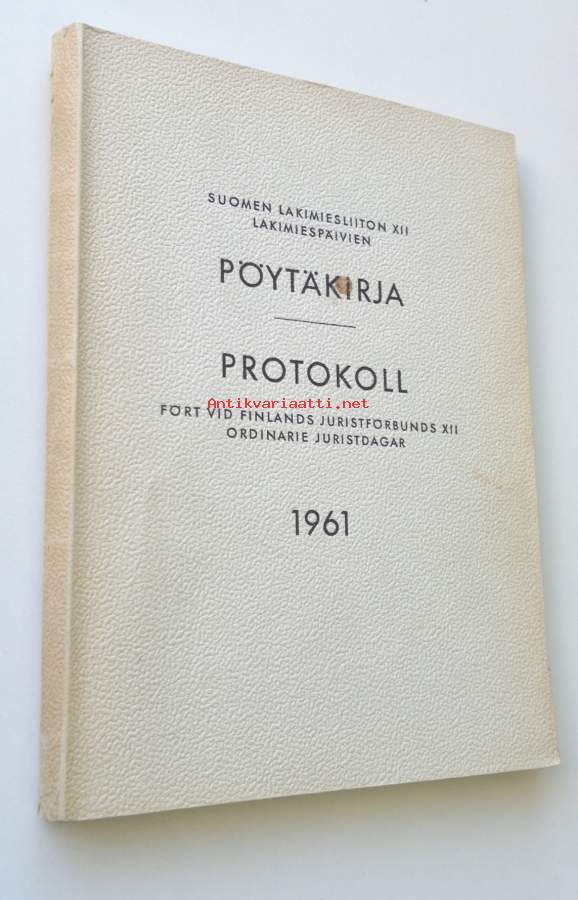 SUOMEN LAKIMIESLIITON XII
LAKIMIESPÄIVIEN
PÖYTÄKIRJA
PROTOKOLL
Antikvariaatti.net
FÖRT VID FINLANDS JURISTFÖRBUNDS XII
ORDINARIE JURISTDAGAR
1961